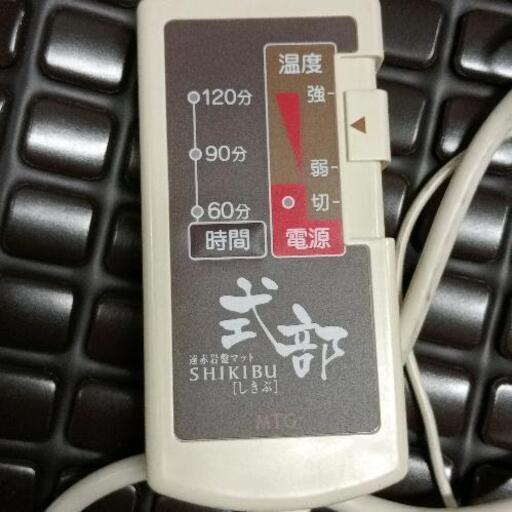 温度
強
弱
切
電源
120分
90分
60分
時間
式部
遠赤岩盤マット
SHIKIBU
[しきぶ]
MTG